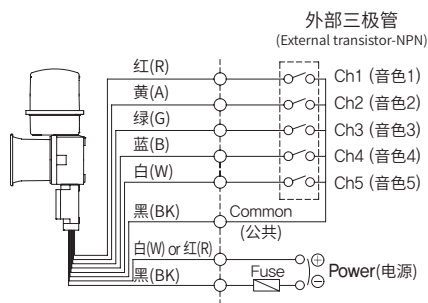 外部三极管
(External transistor-NPN)
红(R)
Ch1 (音色1)
黄(A)
Ch2 (音色2)
绿(G)
Ch3 (音色3)
蓝(B)
Ch4 (音色4)
白(W)
Ch5 (音色5)
黑(BK)
Common
(公共)
白(W) or 红(R)
黑(BK)
Fuse
⊕
⊖
Power(电源)